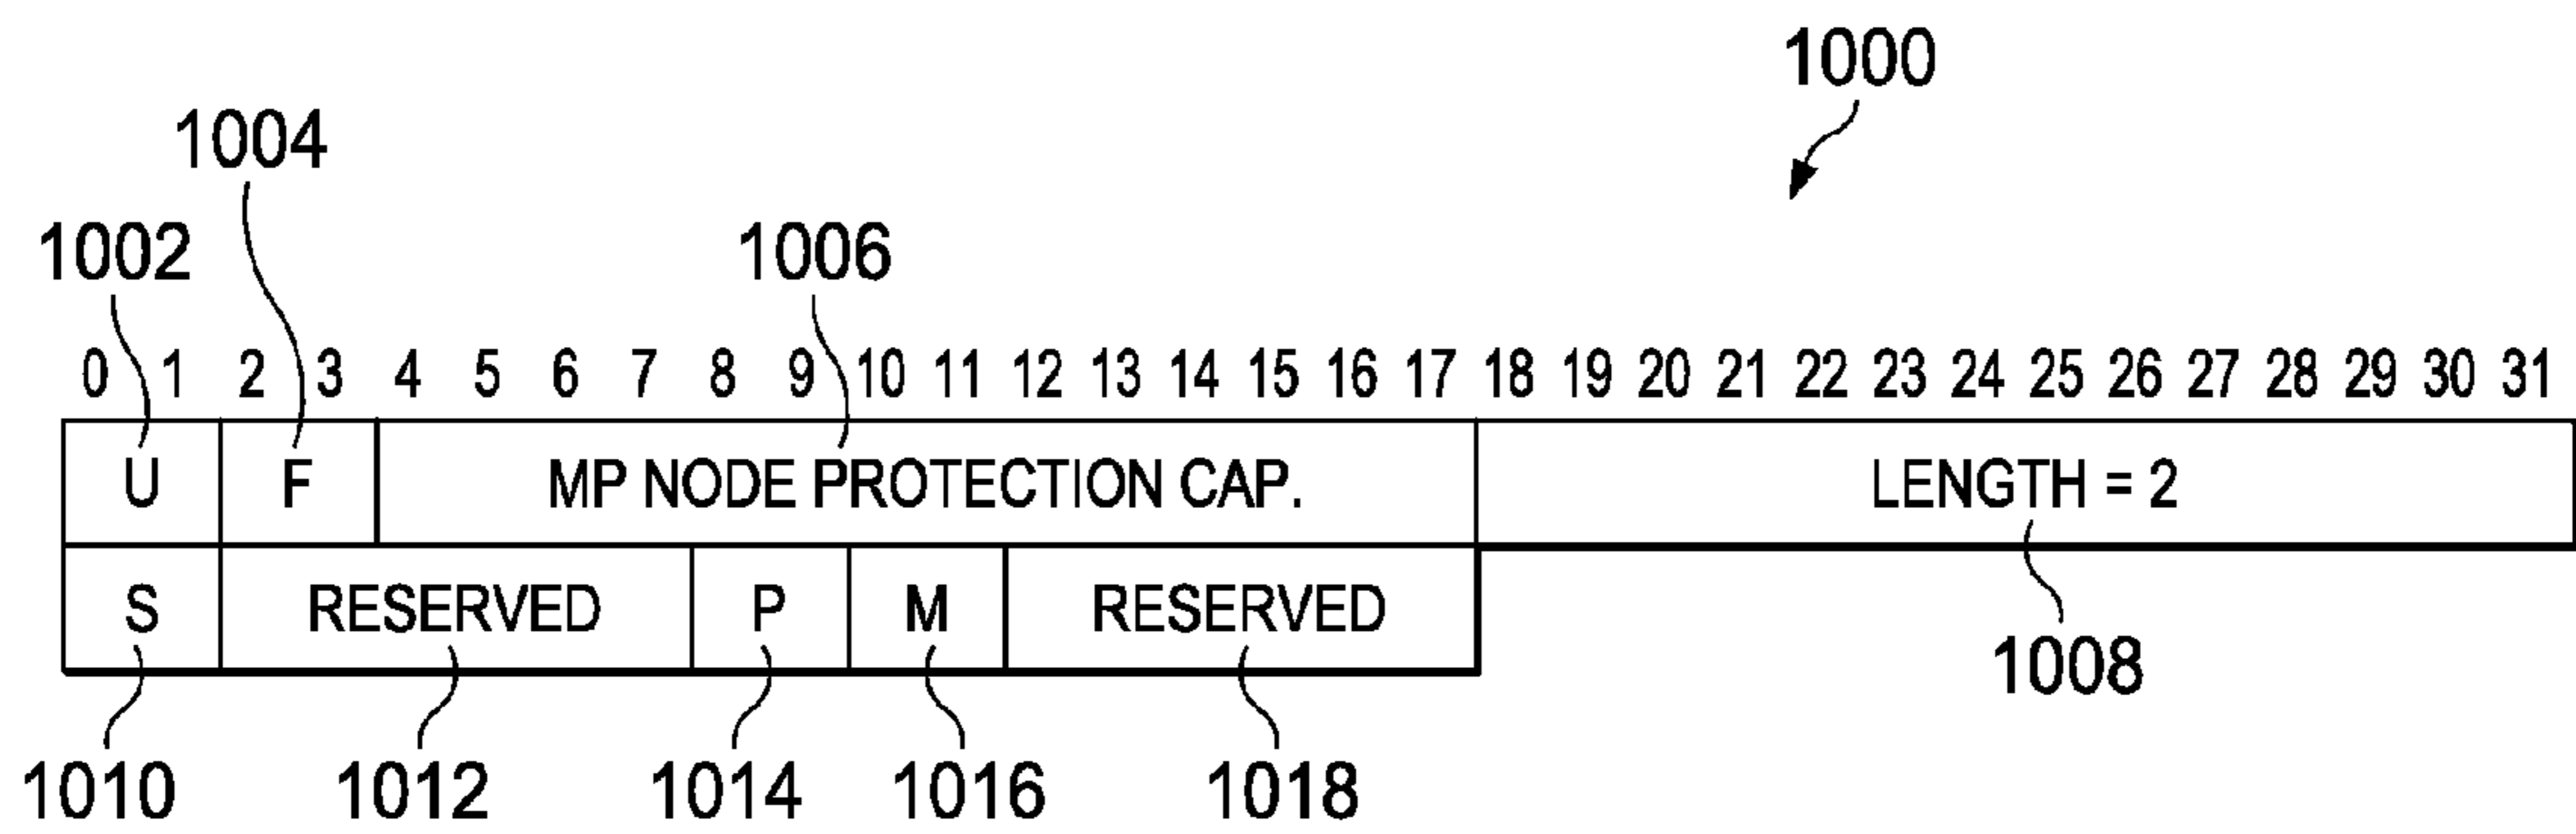 1000
1004
1002 1006
0 1 2 3 4 5 6 7 8 9 10 11 12 13 14 15 16 17 18 19 20 21 22 23 24 25 26 27 28 29 30 31
U F MP NODE PROTECTION CAP. LENGTH = 2
S RESERVED P M RESERVED
1008
1010 1012 1014 1016 1018